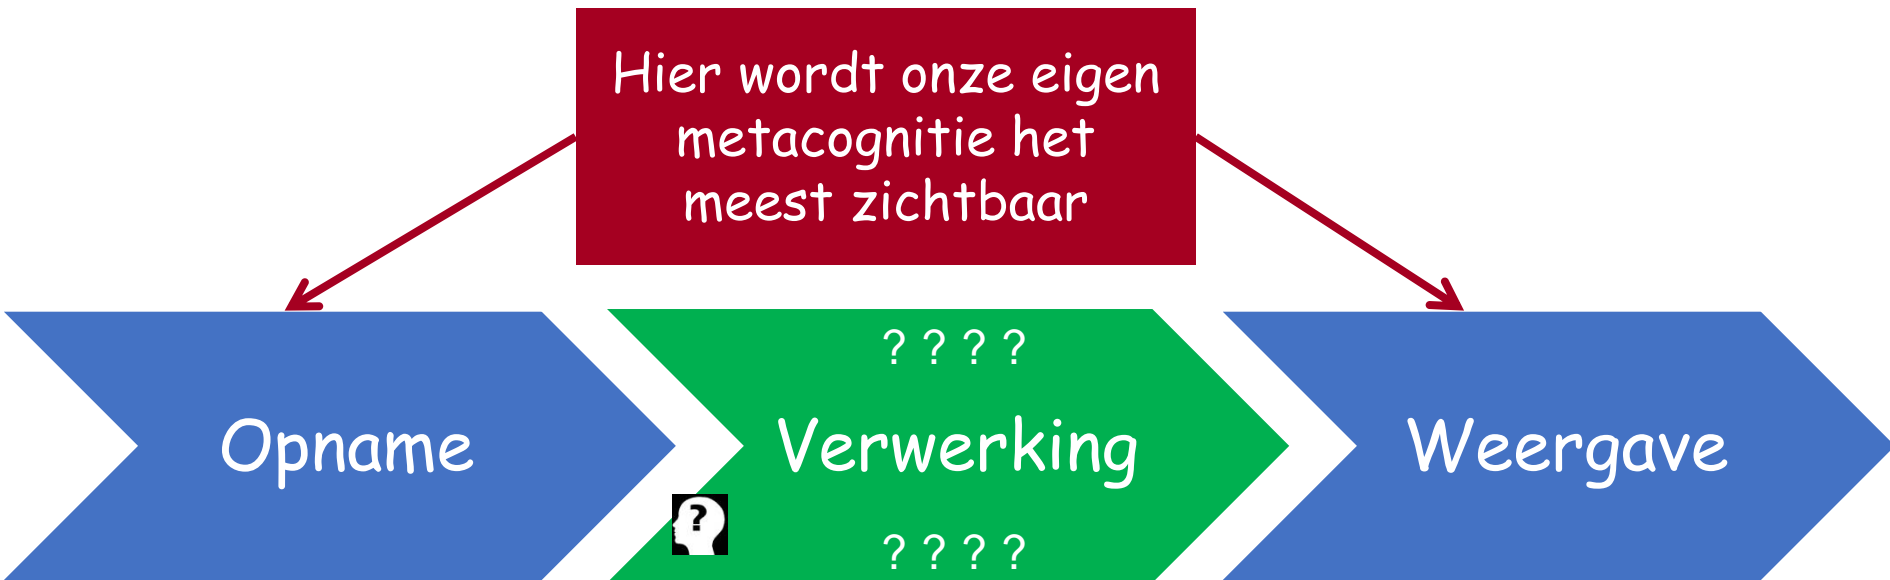 Hier wordt onze eigen
metacognitie het
meest zichtbaar
? ? ? ?
Opname
Verwerking
Weergave
?
? ? ? ?